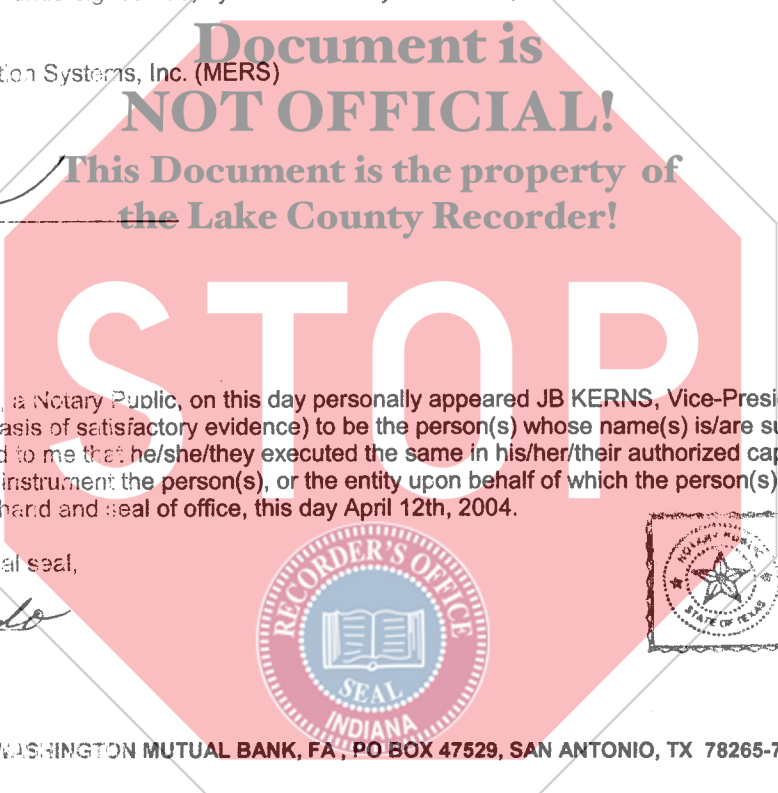 Document is
tion Systems, Inc. (MERS)
NOT OFFICIAL!
This Document is the property of
the Lake County Recorder!
STOP
, a Notary Public, on this day personally appeared JB KERNS, Vice-Presi
asis of satisfactory evidence) to be the person(s) whose name(s) is/are su
d to me that he/she/they executed the same in his/her/their authorized cap
instrument the person(s), or the entity upon behalf of which the person(s)
hand and seal of office, this day April 12th, 2004.
al seal,
NOTARY PUBLIC
STATE OF TEXAS
RECORDER'S OFFICE
SEAL
INDIANA
WASHINGTON MUTUAL BANK, FA , PO BOX 47529, SAN ANTONIO, TX 78265-7